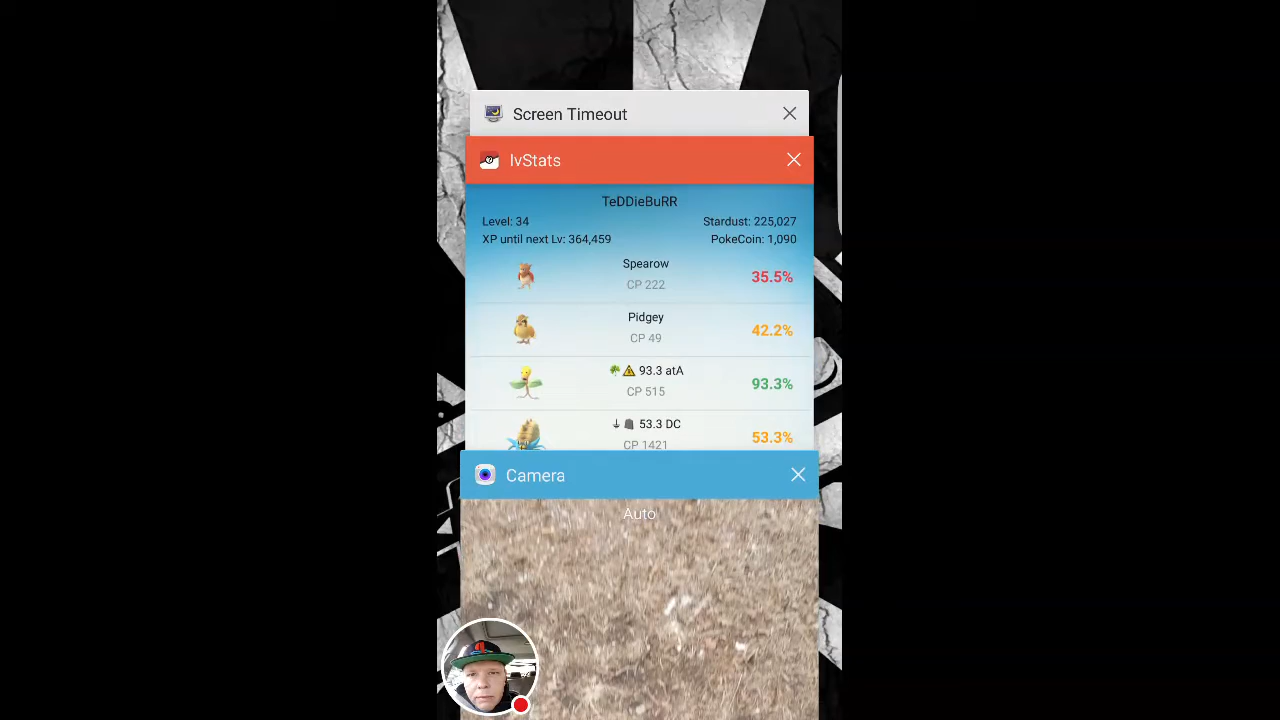 Screen Timeout
IvStats
TeDDieBuRR
Level: 34 Stardust: 225,027
XP until next Lv: 364,459 PokeCoin: 1,090
Spearow
CP 222
35.5%
Pidgey
CP 49
42.2%
93.3 atA
CP 515
93.3%
53.3 DC
CP 1421
53.3%
Camera
Auto